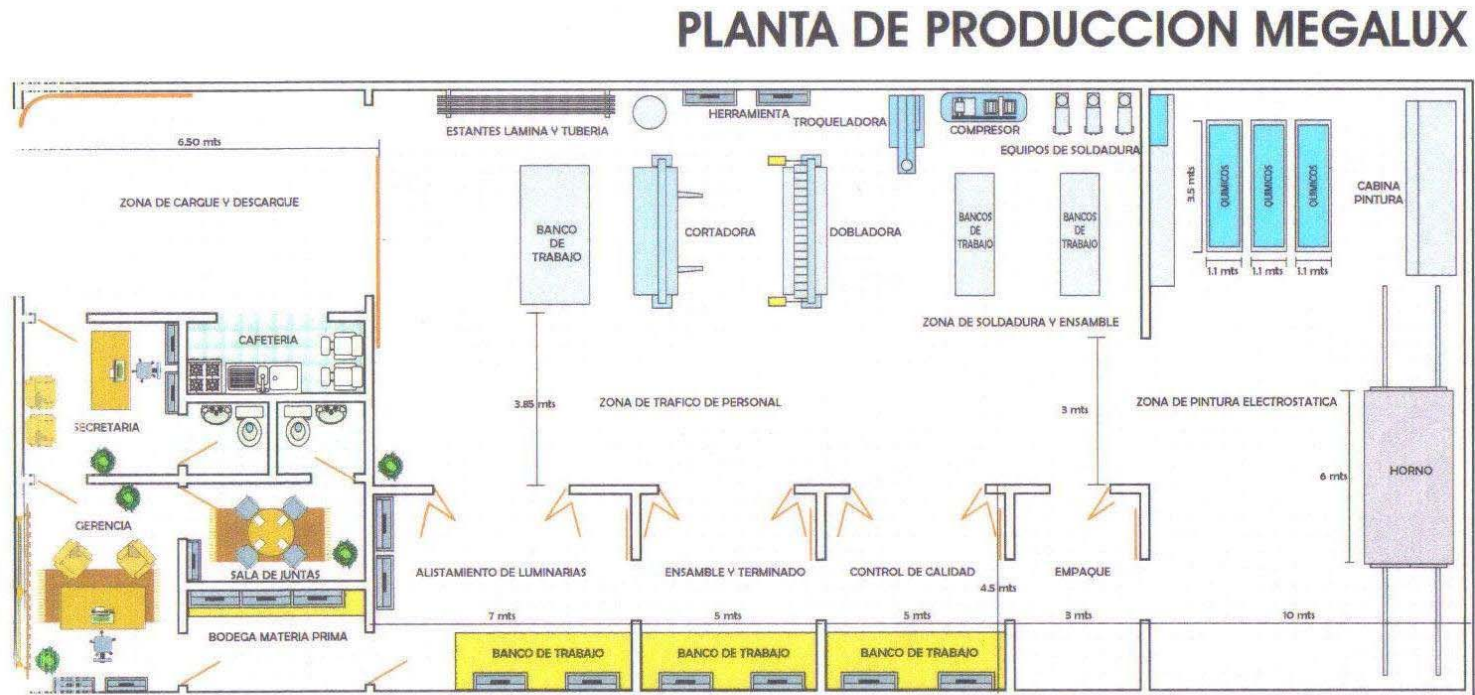 PLANTA DE PRODUCCION MEGALUX
ESTANTES LAMINA Y TUBERIA
HERRAMIENTA
TROQUELADORA
COMPRESOR
EQUIPOS DE SOLDADURA
6.50 mts
ZONA DE CARGUE Y DESCARGUE
BANCO
DE
TRABAJO
CORTADORA
DOBLADORA
BANCOS
DE
TRABAJO
BANCOS
DE
TRABAJO
3.5 mts
QUIMICOS
QUIMICOS
QUIMICOS
CABINA
PINTURA
1.1 mts
1.1 mts
1.1 mts
ZONA DE SOLDADURA Y ENSAMBLE
CAFETERIA
3.85 mts
ZONA DE TRAFICO DE PERSONAL
3 mts
ZONA DE PINTURA ELECTROSTATICA
SECRETARIA
6 mts
HORNO
GERENCIA
SALA DE JUNTAS
ALISTAMIENTO DE LUMINARIAS
ENSAMBLE Y TERMINADO
CONTROL DE CALIDAD
EMPAQUE
4.5 mts
7 mts
5 mts
5 mts
3 mts
10 mts
BODEGA MATERIA PRIMA
BANCO DE TRABAJO
BANCO DE TRABAJO
BANCO DE TRABAJO